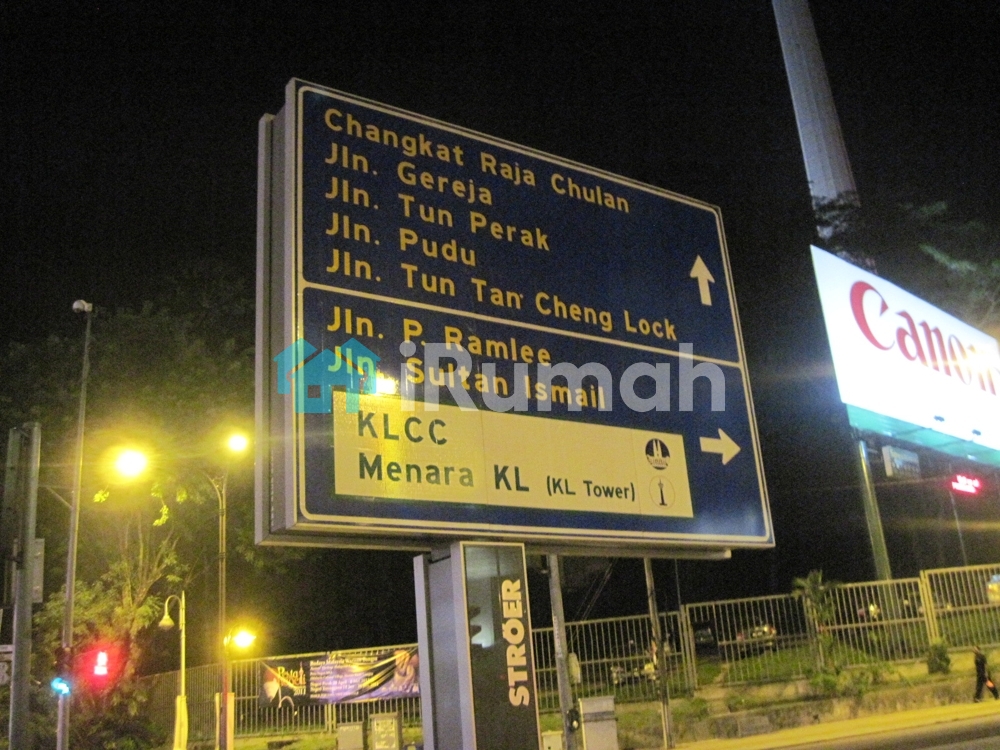 Changkat Raja Chulan
Jln. Gereja
Jln. Tun Perak
Jln. Pudu
Jln. Tun Tan Cheng Lock
Jln. P. Ramlee
Jln. Sultan Ismail
iRumah
KLCC
Menara KL (KL Tower)
Canon
STRÖER